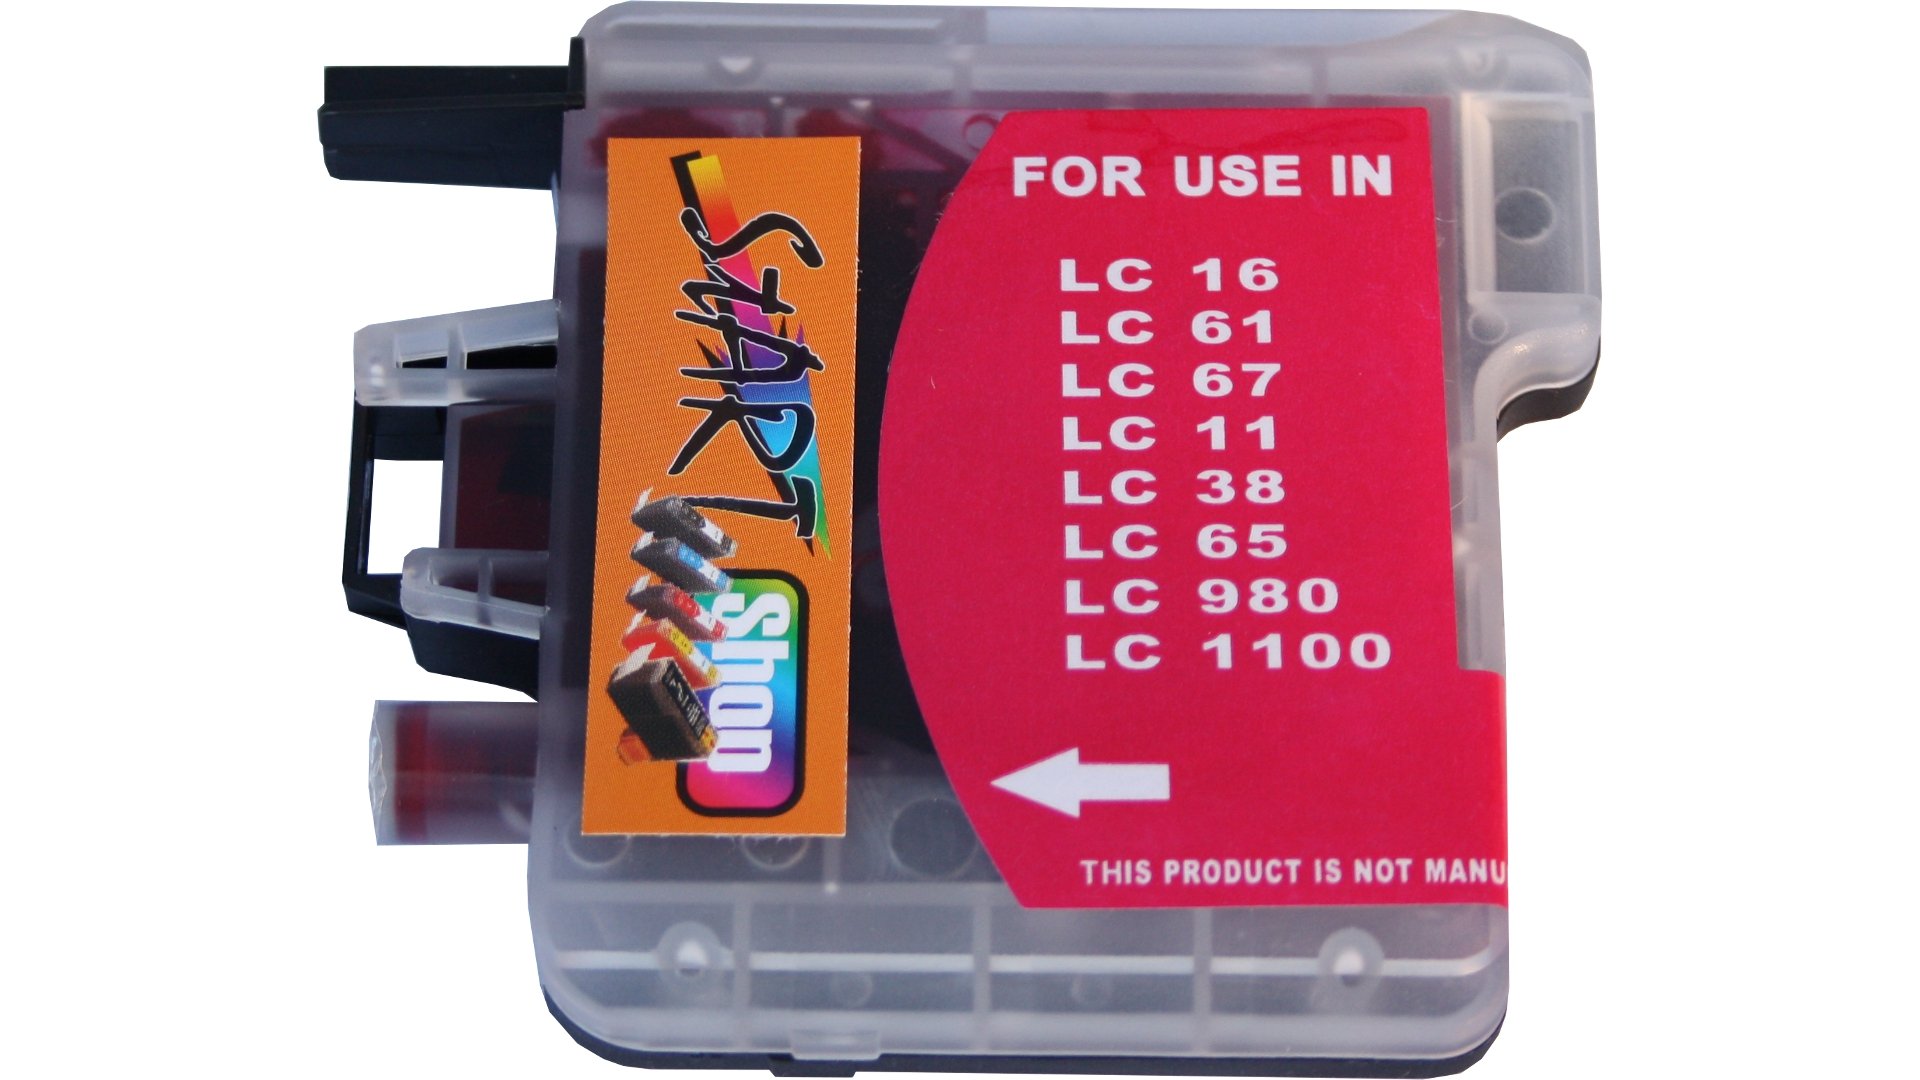 START
Shop
FOR USE IN
LC 16
LC 61
LC 67
LC 11
LC 38
LC 65
LC 980
LC 1100
THIS PRODUCT IS NOT MANU